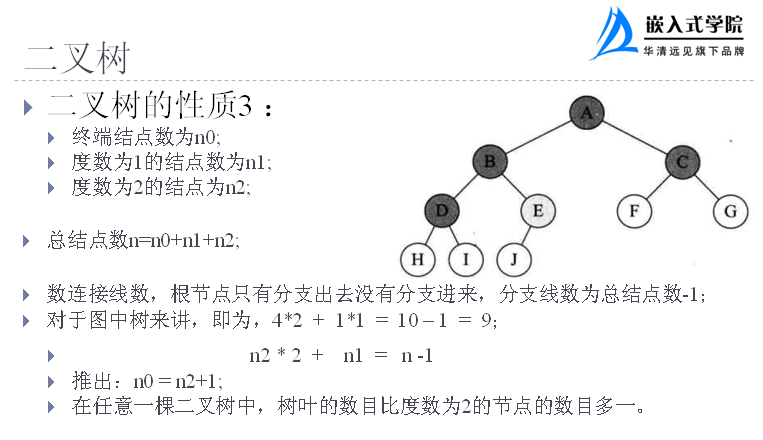 嵌入式学院
华清远见旗下品牌
二叉树
二叉树的性质3：
终端结点数为n0;
度数为1的结点数为n1;
度数为2的结点为n2;
总结点数n=n0+n1+n2;
A
B C
D E F G
H I J
数连接线数，根节点只有分支出去没有分支进来，分支线数为总结点数-1;
对于图中树来讲，即为，4*2 + 1*1 = 10 – 1 = 9;
n2 * 2 + n1 = n -1
推出：n0 = n2+1;
在任意一棵二叉树中，树叶的数目比度数为2的节点的数目多一。